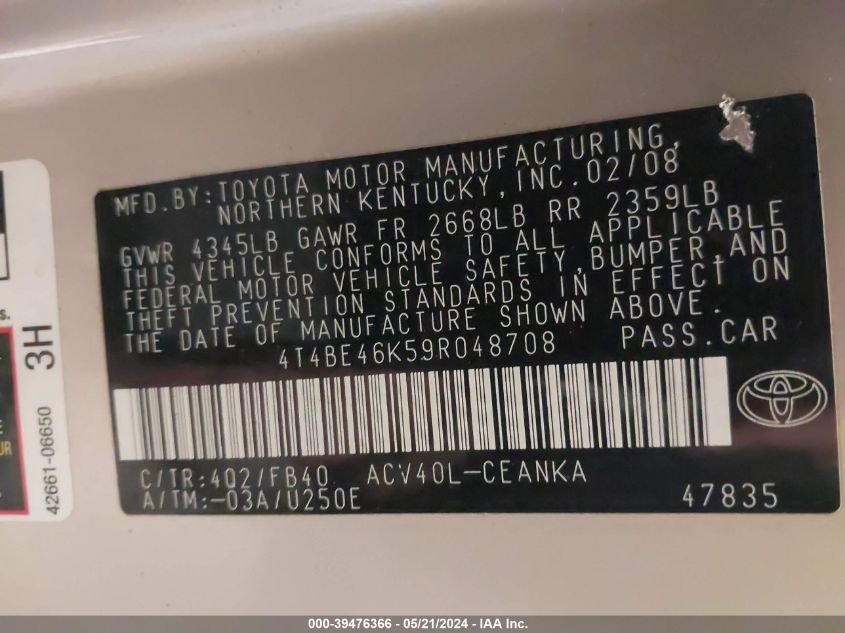 MFD.BY:TOYOTA MOTOR MANUFACTURING,
NORTHERN KENTUCKY, INC. 02/08
GVWR 4345LB GAWR FR 2668LB RR 2359LB
THIS VEHICLE CONFORMS TO ALL APPLICABLE
FEDERAL MOTOR VEHICLE SAFETY,BUMPER,AND
THEFT PREVENTION STANDARDS IN EFFECT ON
THE DATE OF MANUFACTURE SHOWN ABOVE.
4T4BE46K59R048708 PASS.CAR
C/TR:4Q2/FB40 ACV40L-CEANKA
A/TM:-03A/U250E 47835
s.
E
UR
42661-06650
3H
000-39476366 - 05/21/2024 - IAA Inc.